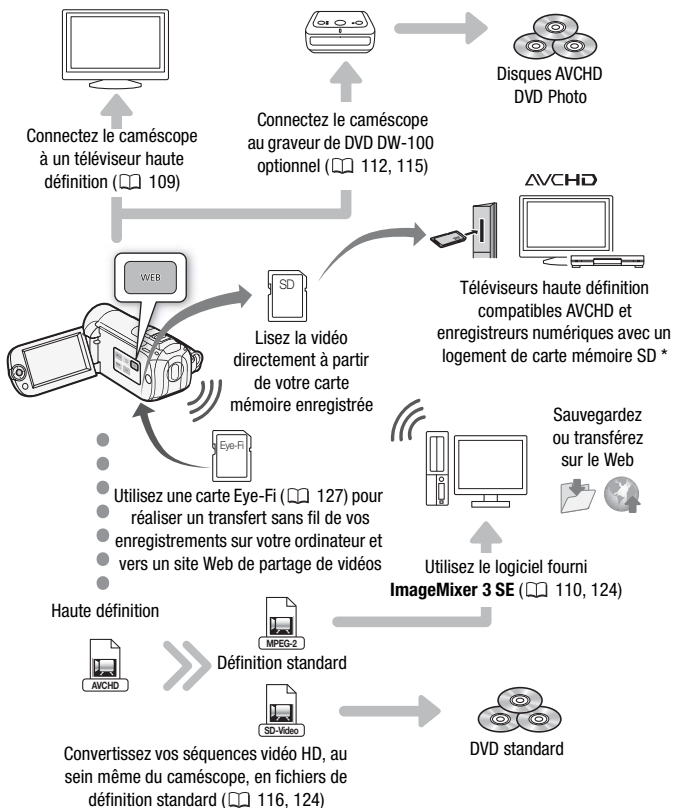 Disques AVCHD
DVD Photo
Connectez le caméscope
à un téléviseur haute
définition (109)
Connectez le caméscope
au graveur de DVD DW-100
optionnel (112, 115)
AVCHD
Téléviseurs haute définition
compatibles AVCHD et
enregistreurs numériques avec un
logement de carte mémoire SD *
WEB
SD
Lisez la vidéo
directement à partir
de votre carte
mémoire enregistrée
Eye-Fi
Utilisez une carte Eye-Fi (127) pour
réaliser un transfert sans fil de vos
enregistrements sur votre ordinateur et
vers un site Web de partage de vidéos
Sauvegardez
ou transférez
sur le Web
Utilisez le logiciel fourni
ImageMixer 3 SE (110, 124)
Haute définition
AVCHD
MPEG-2
Définition standard
SD-Video
DVD standard
Convertissez vos séquences vidéo HD, au
sein même du caméscope, en fichiers de
définition standard (116, 124)